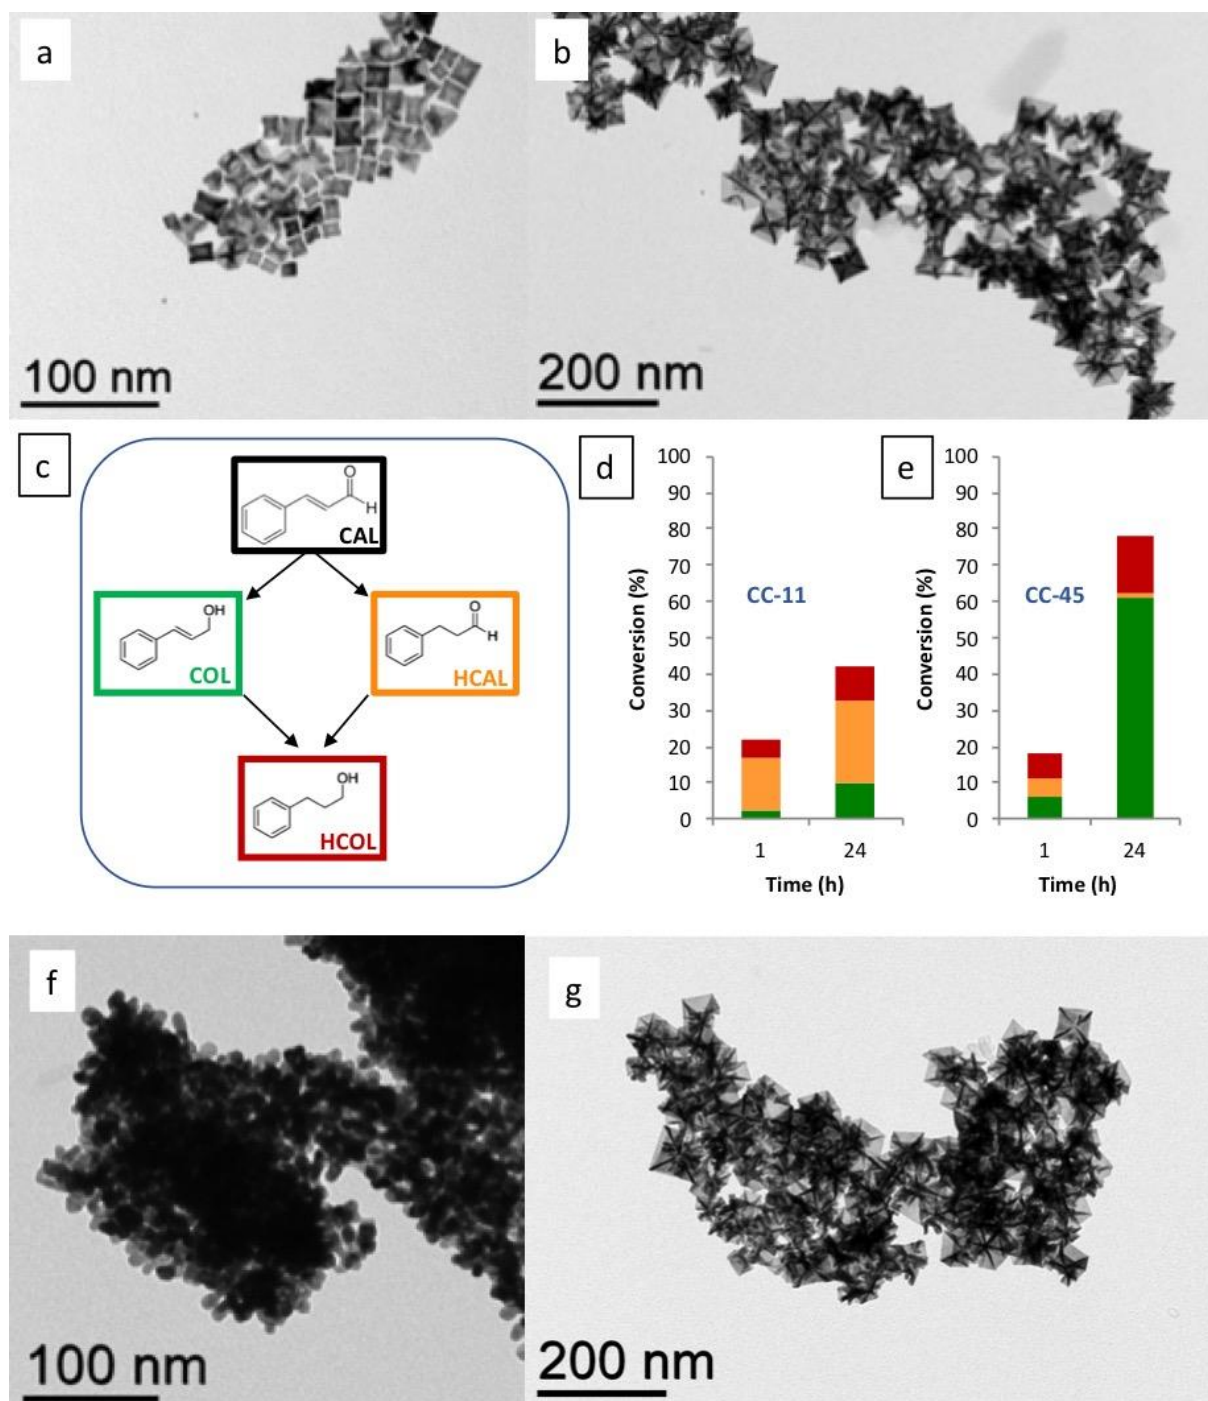 a
b
100 nm
200 nm
c
O
H
CAL
OH
COL
O
H
HCAL
OH
HCOL
d
100
90
80
70
60
50
40
30
20
10
0
Conversion (%)
CC-11
1
24
Time (h)
e
100
90
80
70
60
50
40
30
20
10
0
Conversion (%)
CC-45
1
24
Time (h)
f
g
100 nm
200 nm